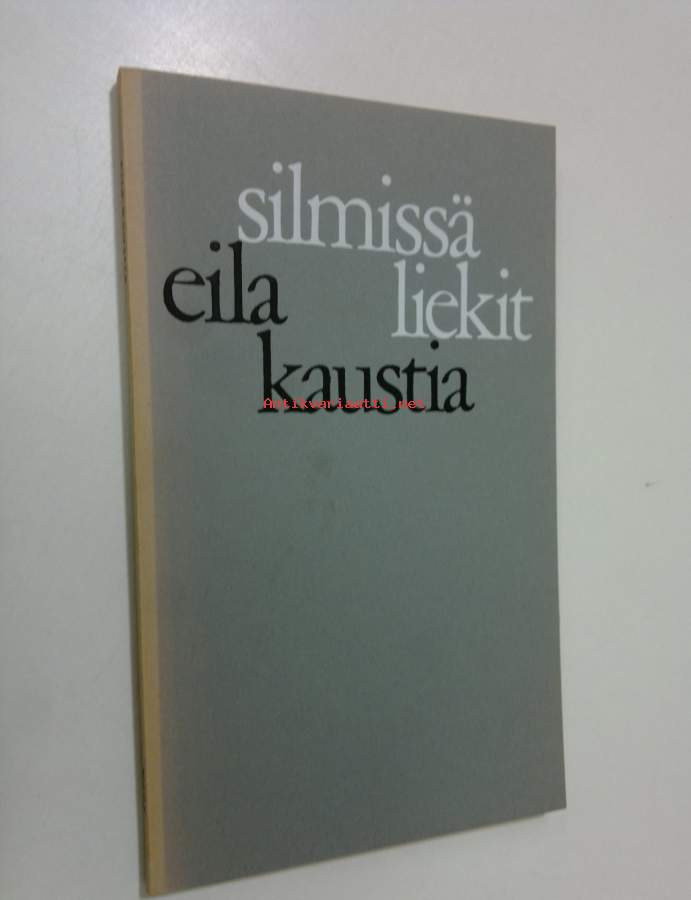 silmissä
eila liekit
kaustia
Antikvariaatti.net